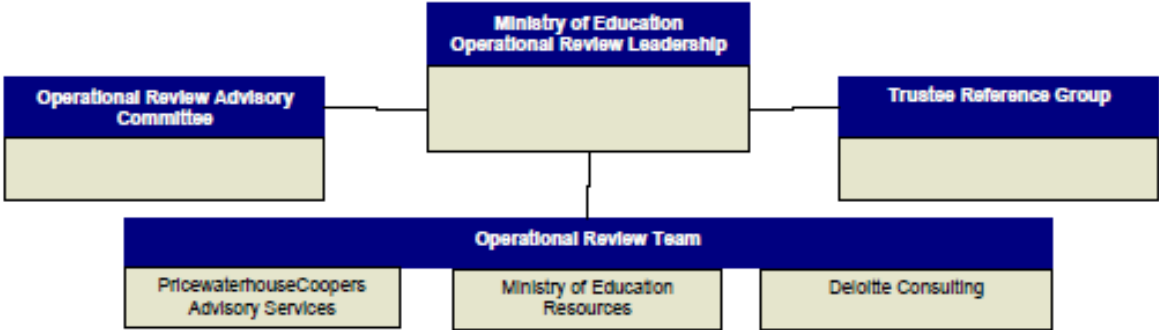 Ministry of Education
Operational Review Leadership
Operational Review Advisory
Committee
Trustee Reference Group
Operational Review Team
PricewaterhouseCoopers
Advisory Services
Ministry of Education
Resources
Deloitte Consulting